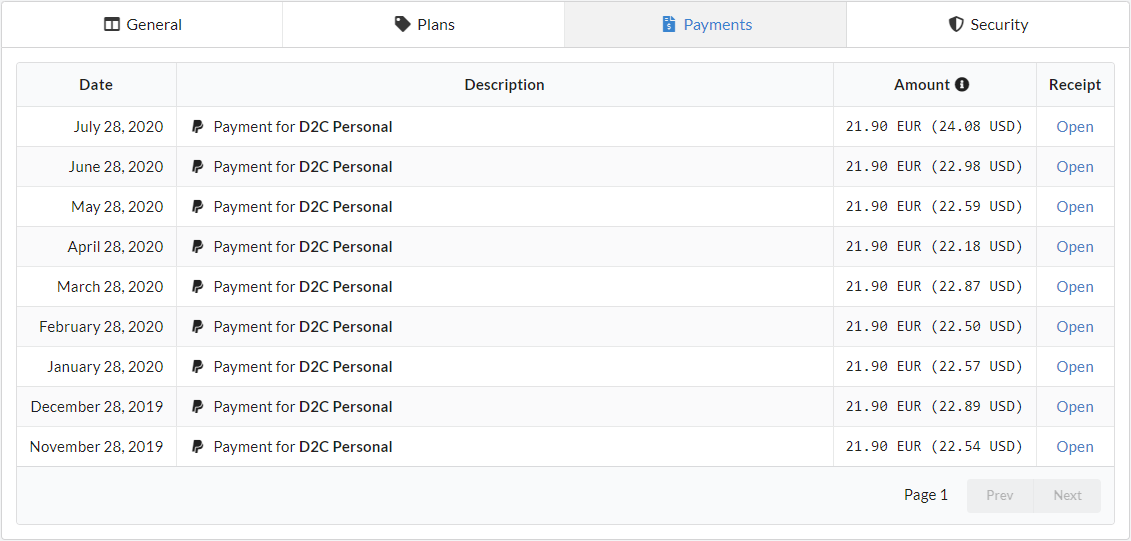 General Plans Payments Security
Date Description Amount Receipt
July 28, 2020 Payment for D2C Personal 21.90 EUR (24.08 USD) Open
June 28, 2020 Payment for D2C Personal 21.90 EUR (22.98 USD) Open
May 28, 2020 Payment for D2C Personal 21.90 EUR (22.59 USD) Open
April 28, 2020 Payment for D2C Personal 21.90 EUR (22.18 USD) Open
March 28, 2020 Payment for D2C Personal 21.90 EUR (22.87 USD) Open
February 28, 2020 Payment for D2C Personal 21.90 EUR (22.50 USD) Open
January 28, 2020 Payment for D2C Personal 21.90 EUR (22.57 USD) Open
December 28, 2019 Payment for D2C Personal 21.90 EUR (22.89 USD) Open
November 28, 2019 Payment for D2C Personal 21.90 EUR (22.54 USD) Open
Page 1 Prev Next